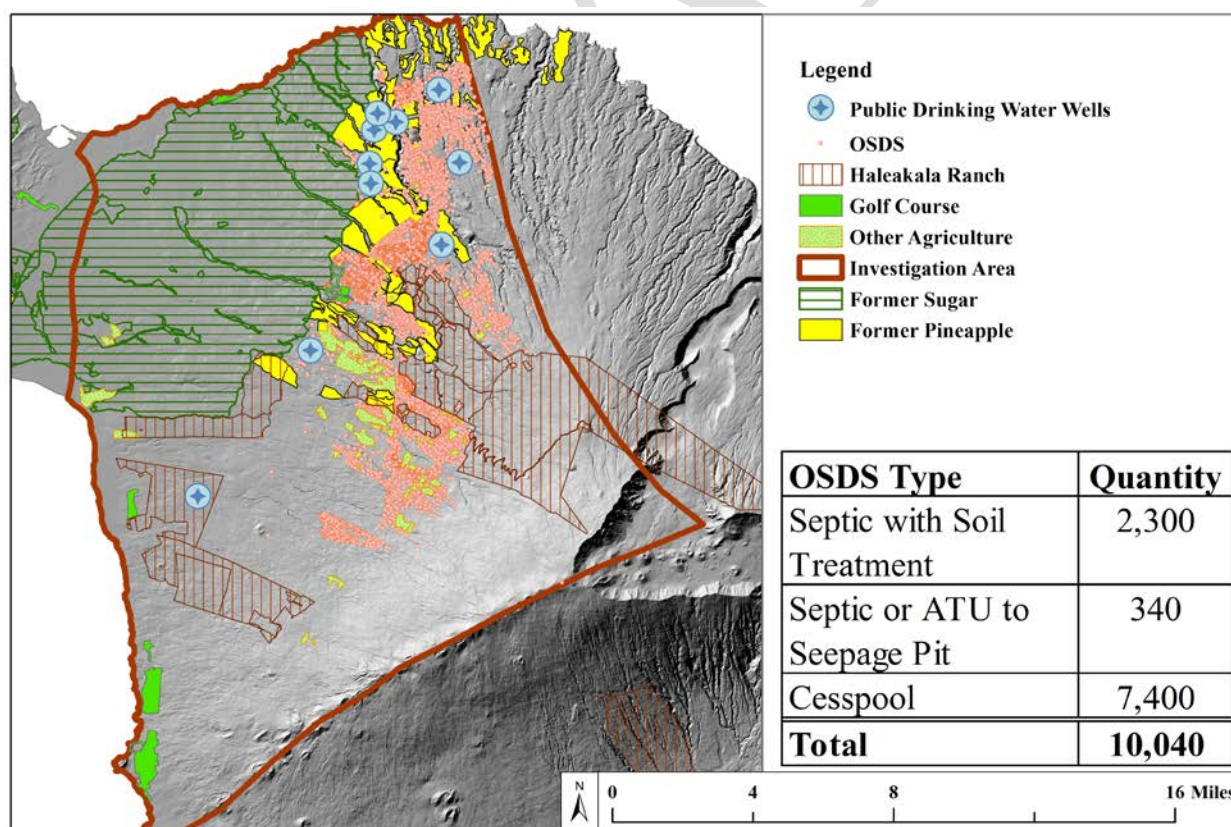 Legend
Public Drinking Water Wells
OSDS
Haleakala Ranch
Golf Course
Other Agriculture
Investigation Area
Former Sugar
Former Pineapple
OSDS Type Quantity
Septic with Soil 2,300
Treatment
Septic or ATU to 340
Seepage Pit
Cesspool 7,400
Total 10,040
N 0 4 8 16 Miles